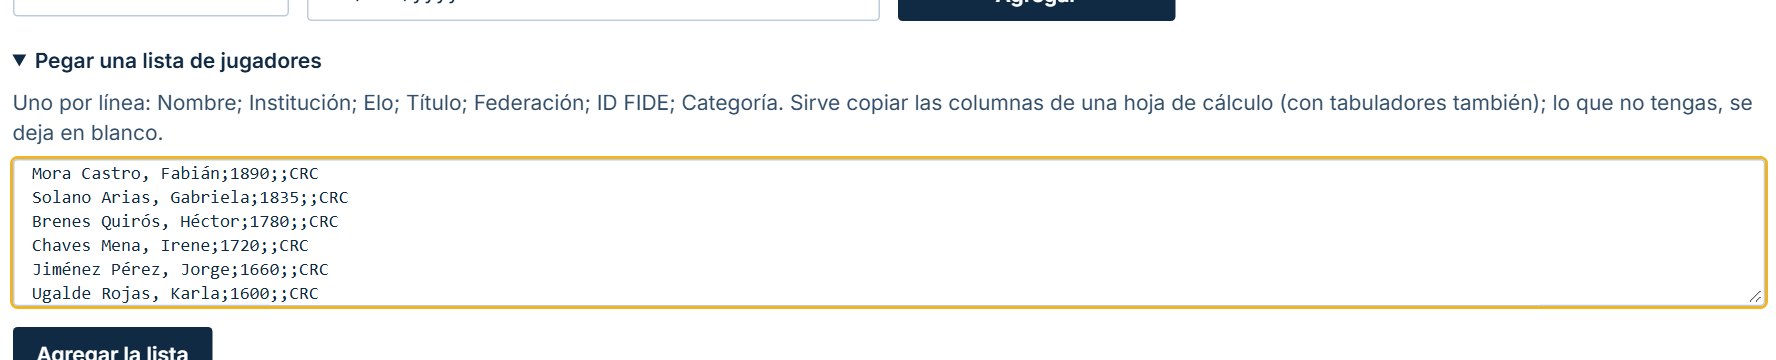 Agregar
▼ Pegar una lista de jugadores
Uno por línea: Nombre; Institución; Elo; Título; Federación; ID FIDE; Categoría. Sirve copiar las columnas de una hoja de cálculo (con tabuladores también); lo que no tengas, se
deja en blanco.
Mora Castro, Fabián;1890;;CRC
Solano Arias, Gabriela;1835;;CRC
Brenes Quirós, Héctor;1780;;CRC
Chaves Mena, Irene;1720;;CRC
Jiménez Pérez, Jorge;1660;;CRC
Ugalde Rojas, Karla;1600;;CRC
Agregar la lista